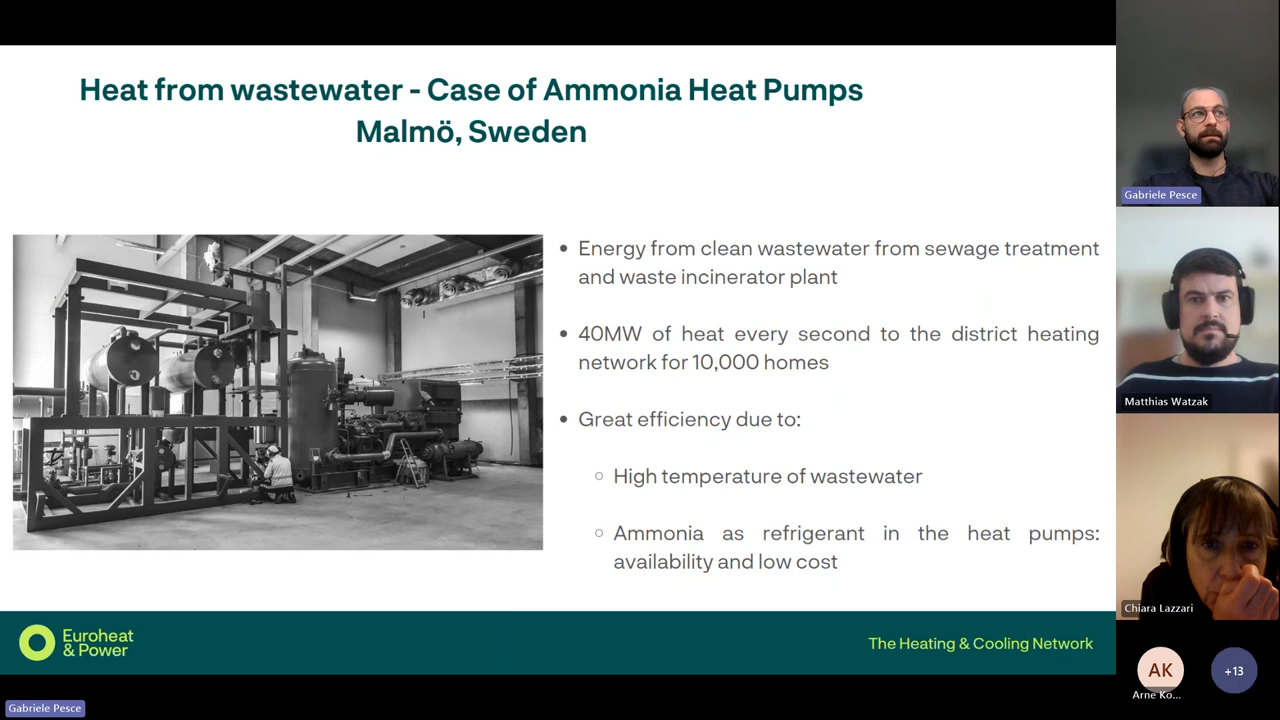 Heat from wastewater - Case of Ammonia Heat Pumps
Malmö, Sweden
• Energy from clean wastewater from sewage treatment
and waste incinerator plant
• 40MW of heat every second to the district heating
network for 10,000 homes
• Great efficiency due to:
○ High temperature of wastewater
○ Ammonia as refrigerant in the heat pumps:
availability and low cost
Euroheat
& Power
The Heating & Cooling Network
Gabriele Pesce
Gabriele Pesce
Matthias Watzak
Chiara Lazzari
AK
Arne Ko...
+13